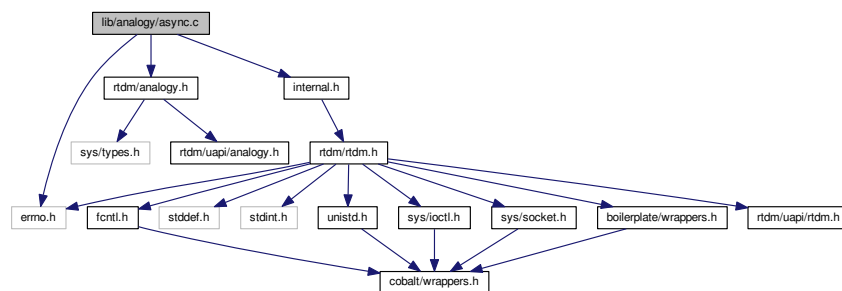 lib/analogy/async.c
rtdm/analogy.h
internal.h
sys/types.h
rtdm/uapi/analogy.h
rtdm/rtdm.h
errno.h
fcntl.h
stddef.h
stdint.h
unistd.h
sys/ioctl.h
sys/socket.h
boilerplate/wrappers.h
rtdm/uapi/rtdm.h
cobalt/wrappers.h